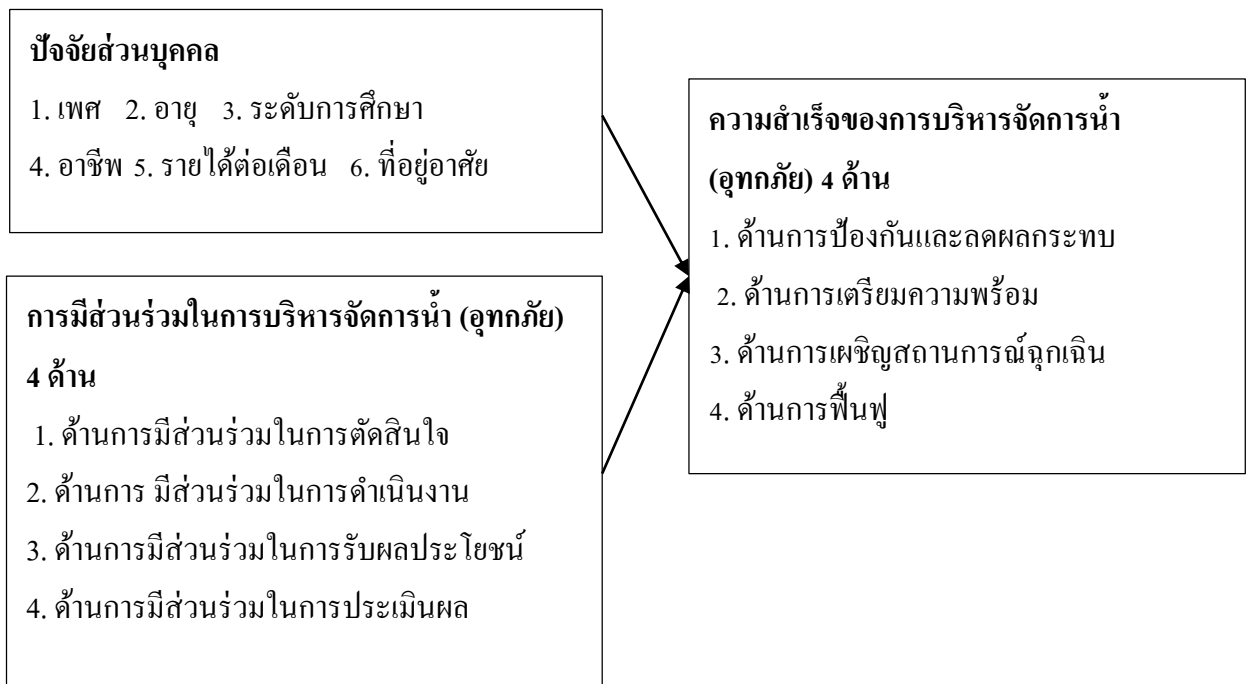 ปัจจัยส่วนบุคคล
1. เพศ 2. อายุ 3. ระดับการศึกษา
4. อาชีพ 5. รายได้ต่อเดือน 6. ที่อยู่อาศัย
การมีส่วนร่วมในการบริหารจัดการน้ำ (อุทกภัย)
4 ด้าน
1. ด้านการมีส่วนร่วมในการตัดสินใจ
2. ด้านการ มีส่วนร่วมในการดำเนินงาน
3. ด้านการมีส่วนร่วมในการรับผลประโยชน์
4. ด้านการมีส่วนร่วมในการประเมินผล
ความสำเร็จของการบริหารจัดการน้ำ
(อุทกภัย) 4 ด้าน
1. ด้านการป้องกันและลดผลกระทบ
2. ด้านการเตรียมความพร้อม
3. ด้านการเผชิญสถานการณ์ฉุกเฉิน
4. ด้านการฟื้นฟู